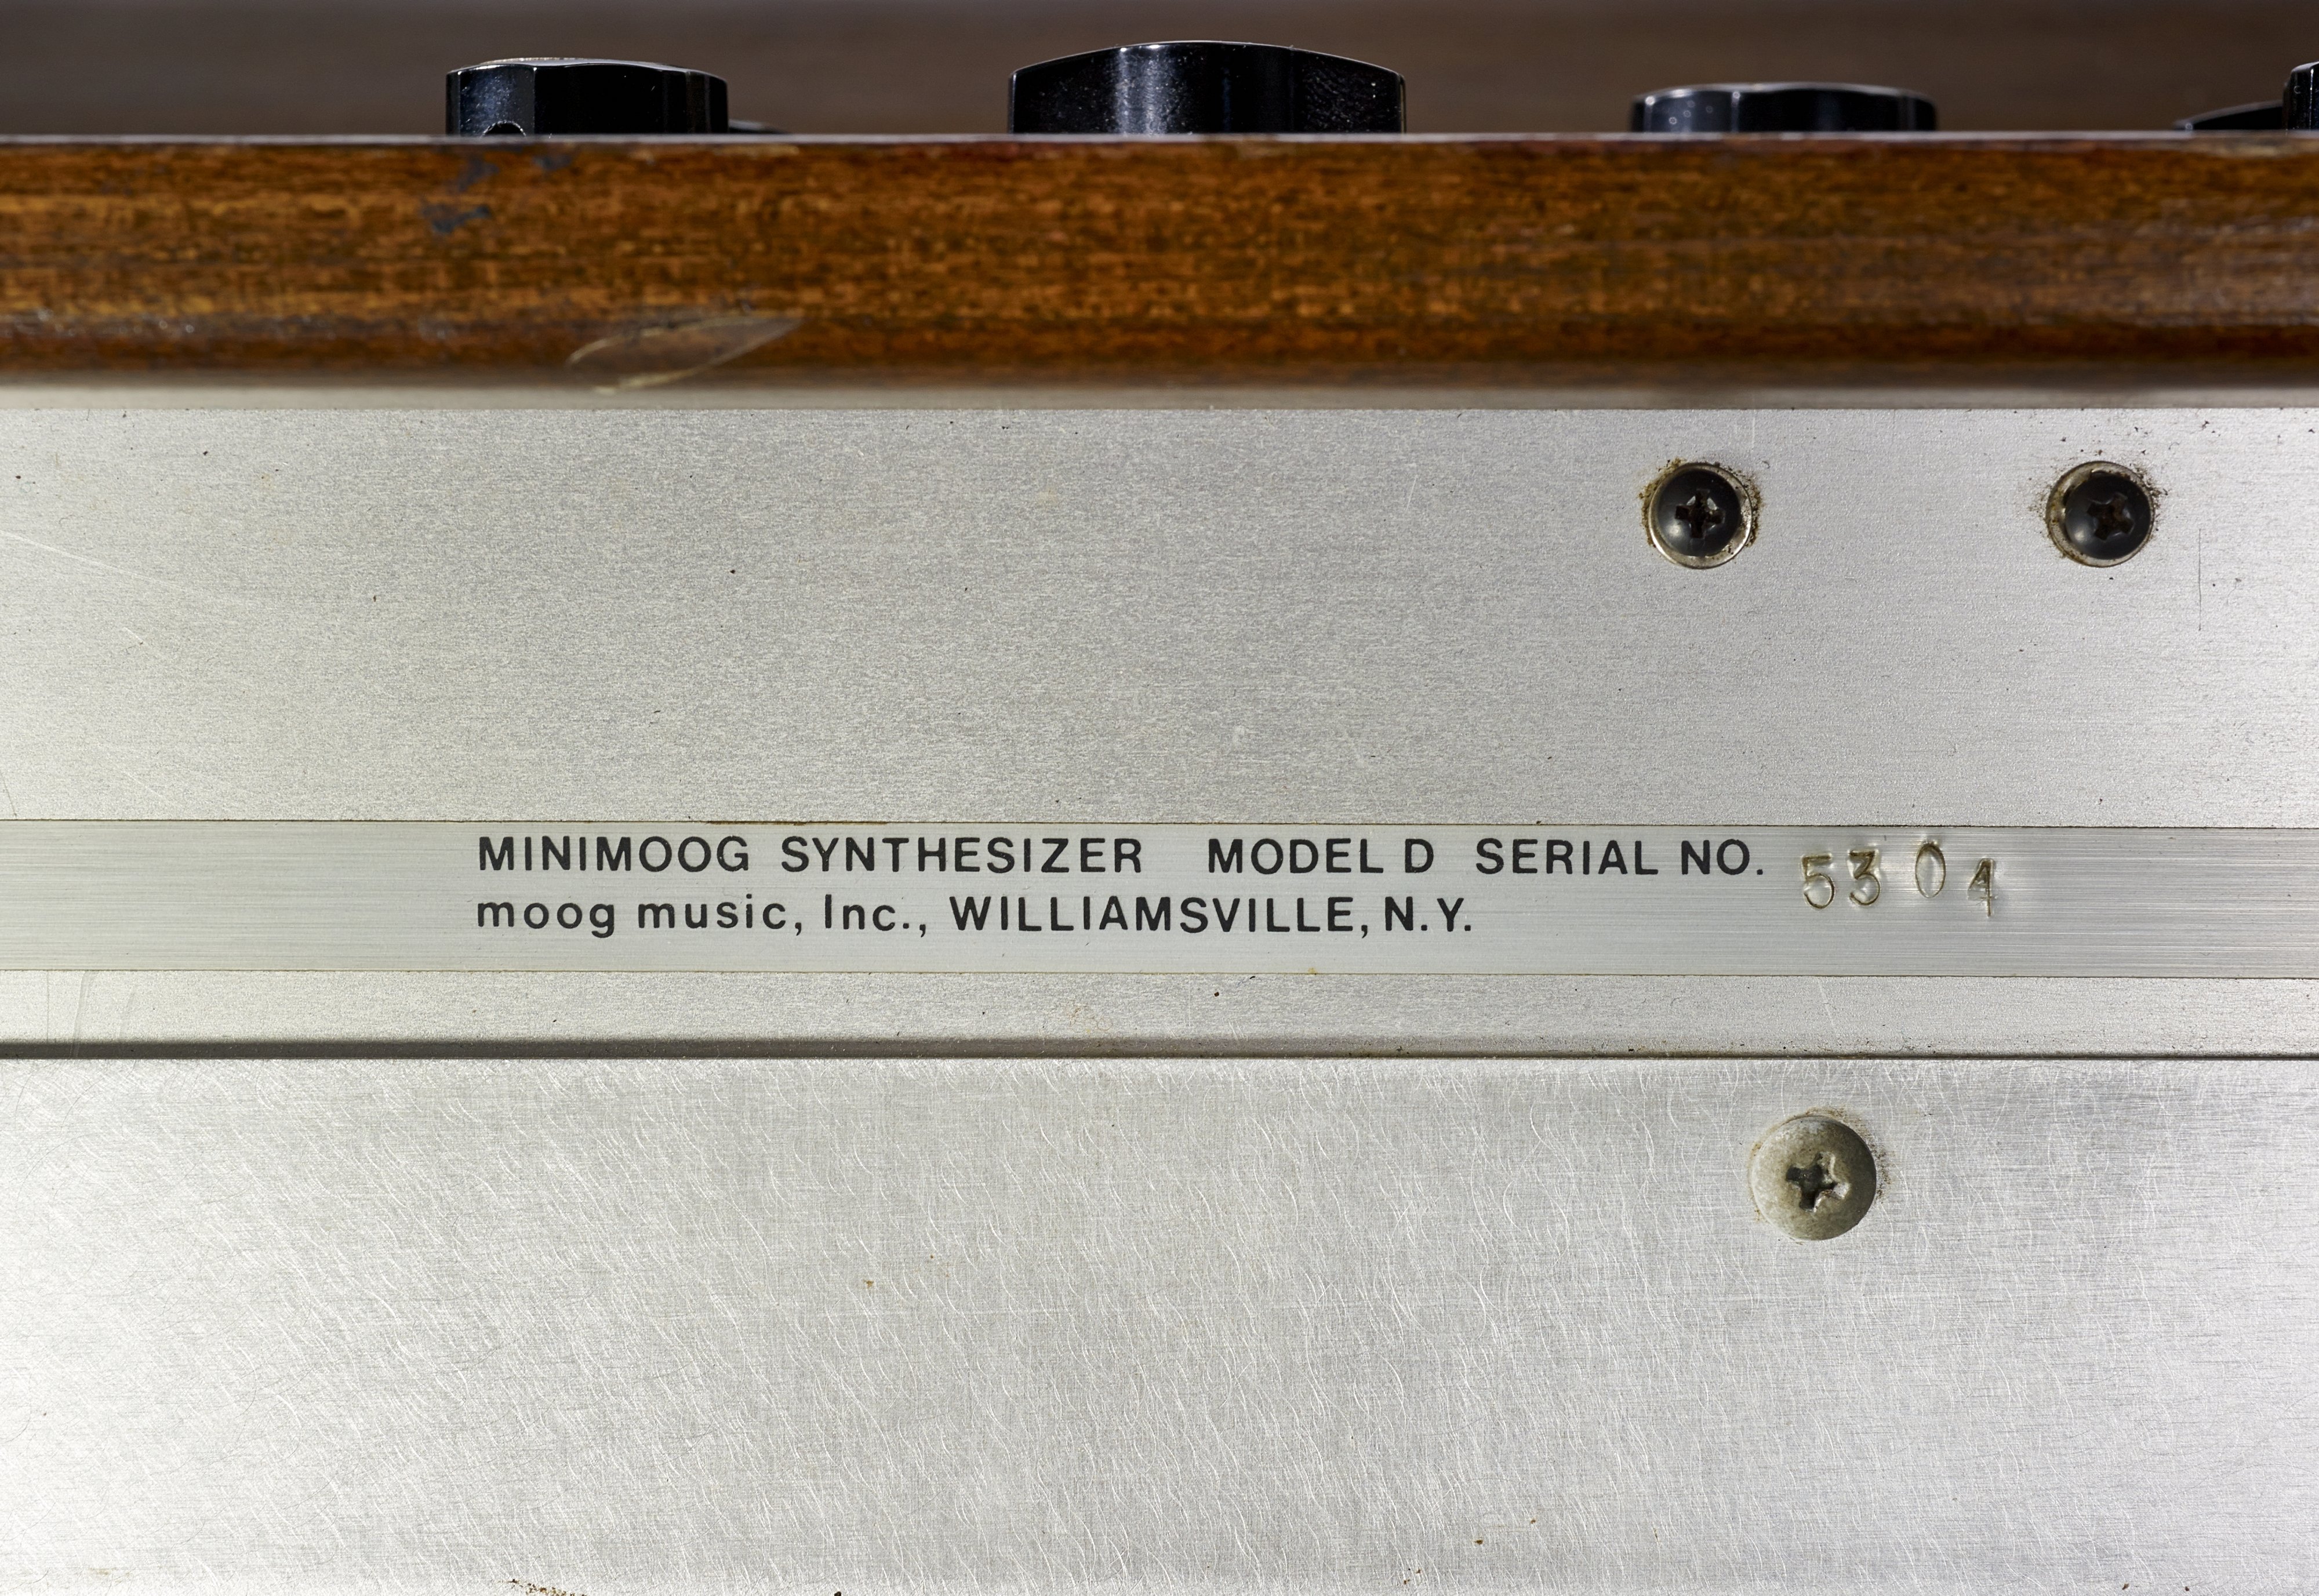 MINIMOOG SYNTHESIZER MODEL D SERIAL NO. 5304
moog music, Inc., WILLIAMSVILLE, N.Y.